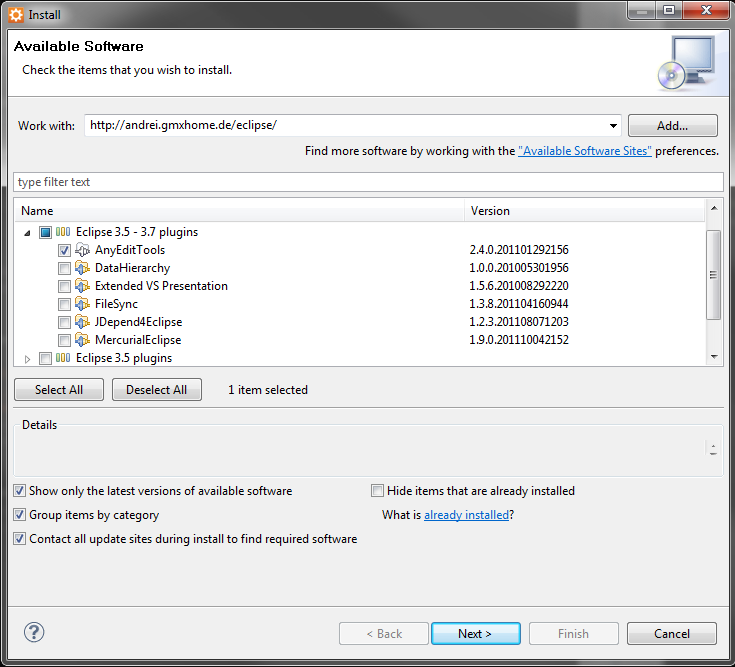 Install
Available Software
Check the items that you wish to install.
Work with: http://andrei.gmxhome.de/eclipse/ Add...
Find more software by working with the "Available Software Sites" preferences.
type filter text
Name Version
Eclipse 3.5 - 3.7 plugins
AnyEditTools 2.4.0.201101292156
DataHierarchy 1.0.0.201005301956
Extended VS Presentation 1.5.6.201008292220
FileSync 1.3.8.201104160944
JDepend4Eclipse 1.2.3.201108071203
MercurialEclipse 1.9.0.201110042152
Eclipse 3.5 plugins
Select All Deselect All 1 item selected
Details
Show only the latest versions of available software Hide items that are already installed
Group items by category What is already installed?
Contact all update sites during install to find required software
? < Back Next > Finish Cancel